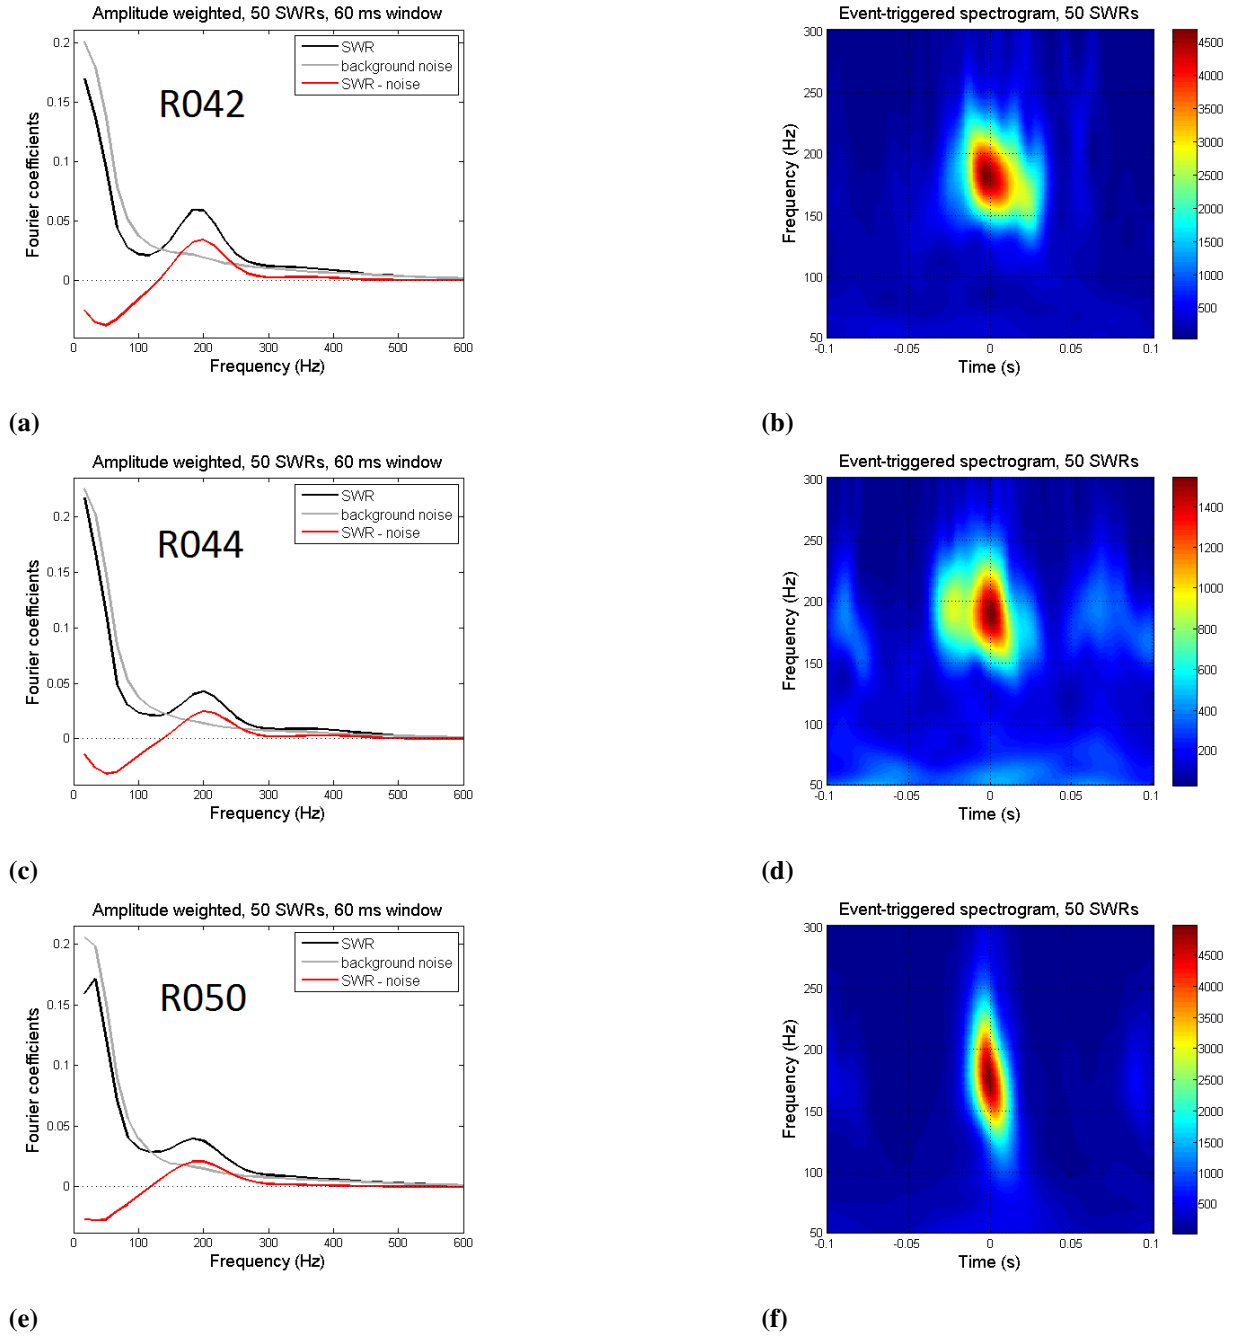 Amplitude weighted, 50 SWRs, 60 ms window
SWR
background noise
SWR - noise
R042
0.2
0.15
0.1
0.05
0
Fourier coefficients
0 100 200 300 400 500 600
Frequency (Hz)
(a)
Event-triggered spectrogram, 50 SWRs
300
250
200
150
100
50
Frequency (Hz)
-0.1 -0.05 0 0.05 0.1
Time (s)
4500
4000
3500
3000
2500
2000
1500
1000
500
(b)
Amplitude weighted, 50 SWRs, 60 ms window
SWR
background noise
SWR - noise
R044
0.2
0.15
0.1
0.05
0
Fourier coefficients
0 100 200 300 400 500 600
Frequency (Hz)
(c)
Event-triggered spectrogram, 50 SWRs
300
250
200
150
100
50
Frequency (Hz)
-0.1 -0.05 0 0.05 0.1
Time (s)
1400
1200
1000
800
600
400
200
(d)
Amplitude weighted, 50 SWRs, 60 ms window
SWR
background noise
SWR - noise
R050
0.2
0.15
0.1
0.05
0
Fourier coefficients
0 100 200 300 400 500 600
Frequency (Hz)
(e)
Event-triggered spectrogram, 50 SWRs
300
250
200
150
100
50
Frequency (Hz)
-0.1 -0.05 0 0.05 0.1
Time (s)
4500
4000
3500
3000
2500
2000
1500
1000
500
(f)